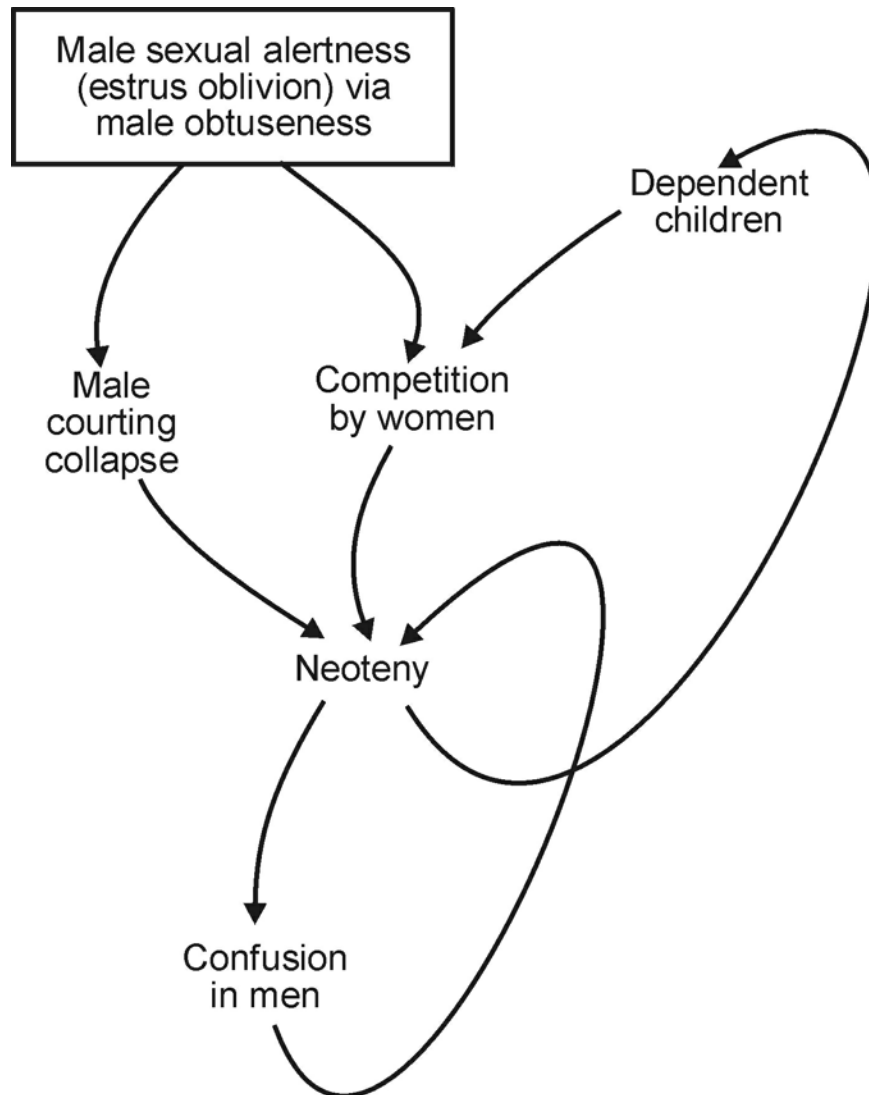 Male sexual alertness
(estrus oblivion) via
male obtuseness
Dependent
children
Male
courting
collapse
Competition
by women
Neoteny
Confusion
in men